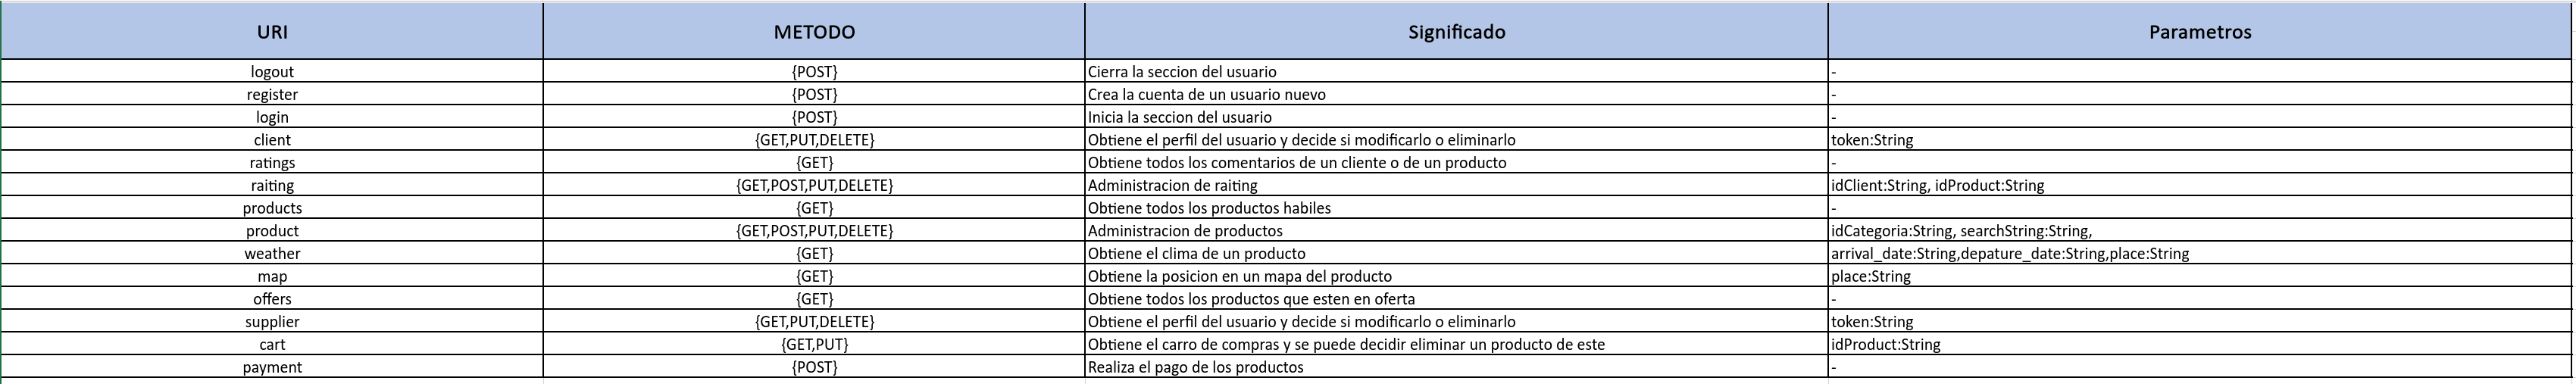 URI METODO Significado Parametros
logout {POST} Cierra la seccion del usuario -
register {POST} Crea la cuenta de un usuario nuevo -
login {POST} Inicia la seccion del usuario -
client {GET,PUT,DELETE} Obtiene el perfil del usuario y decide si modificarlo o eliminarlo token:String
ratings {GET} Obtiene todos los comentarios de un cliente o de un producto -
raiting {GET,POST,PUT,DELETE} Administracion de raiting idClient:String, idProduct:String
products {GET} Obtiene todos los productos habiles -
product {GET,POST,PUT,DELETE} Administracion de productos idCategoria:String, searchString:String,
weather {GET} Obtiene el clima de un producto arrival_date:String,depature_date:String,place:String
map {GET} Obtiene la posicion en un mapa del producto place:String
offers {GET} Obtiene todos los productos que esten en oferta -
supplier {GET,PUT,DELETE} Obtiene el perfil del usuario y decide si modificarlo o eliminarlo token:String
cart {GET,PUT} Obtiene el carro de compras y se puede decidir eliminar un producto de este idProduct:String
payment {POST} Realiza el pago de los productos -